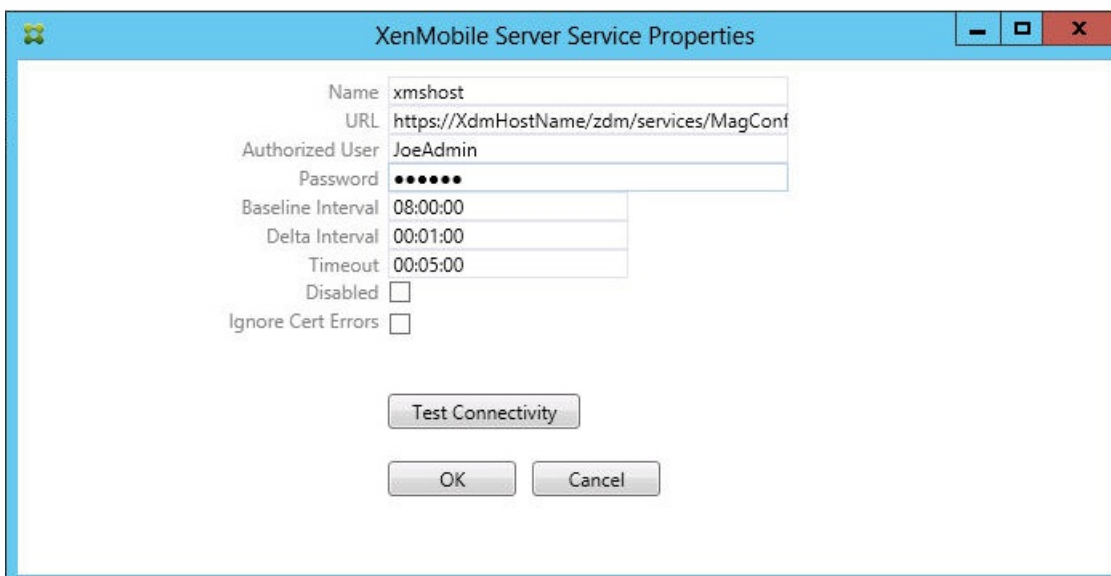 XenMobile Server Service Properties
Name xmshost
URL https://XdmHostName/zdm/services/MagConf
Authorized User JoeAdmin
Password ●●●●●●
Baseline Interval 08:00:00
Delta Interval 00:01:00
Timeout 00:05:00
Disabled
Ignore Cert Errors
Test Connectivity
OK Cancel